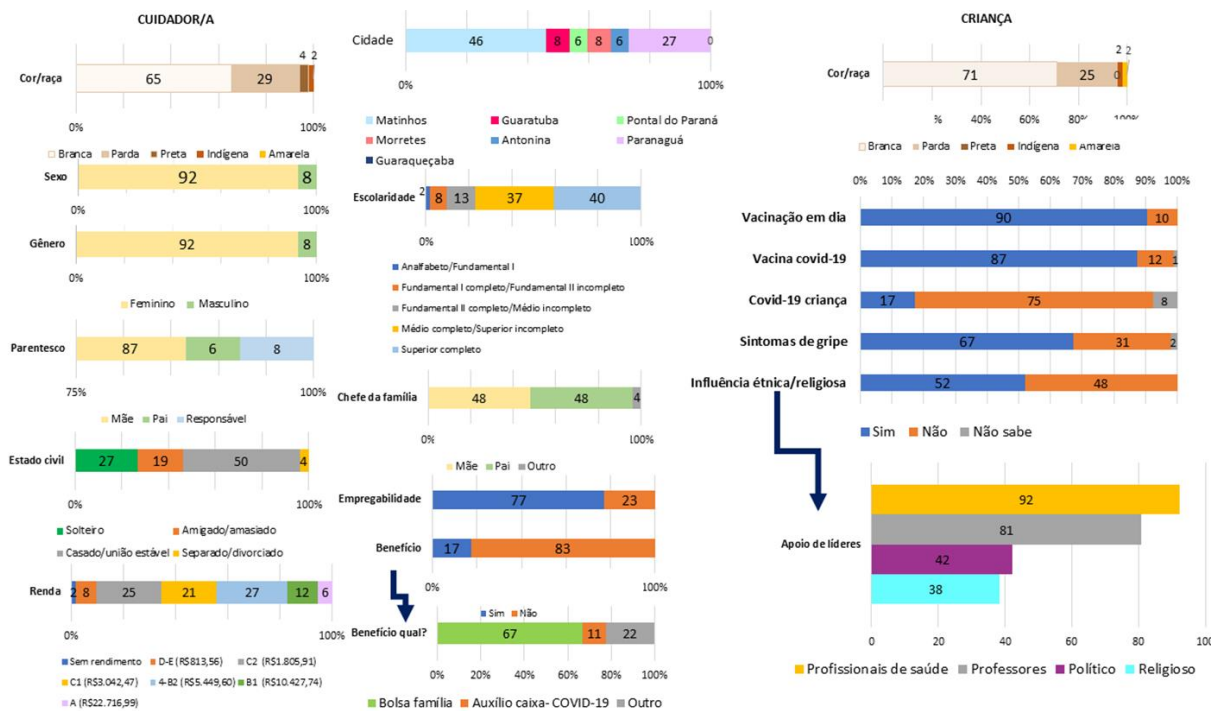 CUIDADOR/A
4 2
Cor/raça 65 29
0% 100%
Branca Parda Preta Indígena Amarela
Sexo 92 8
0% 100%
Gênero 92 8
0% 100%
Feminino Masculino
Parentesco 87 6 8
75% 100%
Mãe Pai Responsável
Estado civil 27 19 50 4
0% 100%
Solteiro Amigado/amasiado
Casado/união estável Separado/divorciado
Renda 2 8 25 21 27 12 6
0% 100%
Sem rendimento D-E (R$813,56) C2 (R$1.805,91)
C1 (R$3.042,47) 4-B2 (R$5.449,60) B1 (R$10.427,74)
A (R$22.716,99)
Cidade 46 8 6 8 6 27 0
0% 100%
Matinhos Guaratuba Pontal do Paraná
Morretes Antonina Paranaguá
Guaraqueçaba
Escolaridade 2 8 13 37 40
0% 100%
Analfabeto/Fundamental I
Fundamental I completo/Fundamental II incompleto
Fundamental II completo/Médio incompleto
Médio completo/Superior incompleto
Superior completo
Chefe da família 48 48 4
0% 100%
Mãe Pai Outro
Empregabilidade 77 23
Benefício 17 83
0% 100%
Sim Não
Benefício qual? 67 11 22
0% 20% 40% 60% 80% 100%
Bolsa família Auxílio caixa- COVID-19 Outro
CRIANÇA
2 2
Cor/raça 71 25 0
% 40% 60% 80% 100%
Branca Parda Preta Indígena Amarela
0% 10% 20% 30% 40% 50% 60% 70% 80% 90% 100%
Vacinação em dia 90 10
Vacina covid-19 87 12 1
Covid-19 criança 17 75 8
Sintomas de gripe 67 31 2
Influência étnica/religiosa 52 48
Sim Não Não sabe
92
81
Apoio de líderes
42
38
0 20 40 60 80 100
Profissionais de saúde Professores Político Religioso